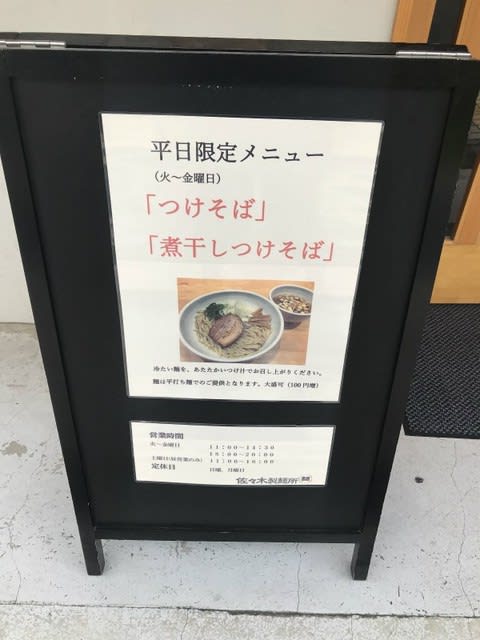 平日限定メニュー
(火～金曜日)
「つけそば」
「煮干しつけそば」
冷たい麺を、あたたかいつけ汁でお召し上がりください。
麺は平打ち麺でのご提供となります。大盛可（100円増）
営業時間
火～金曜日 11:00～14:30
18:00～20:00
土曜日(昼営業のみ) 11:00～16:00
定休日 日曜、月曜日
佐々木製麺所